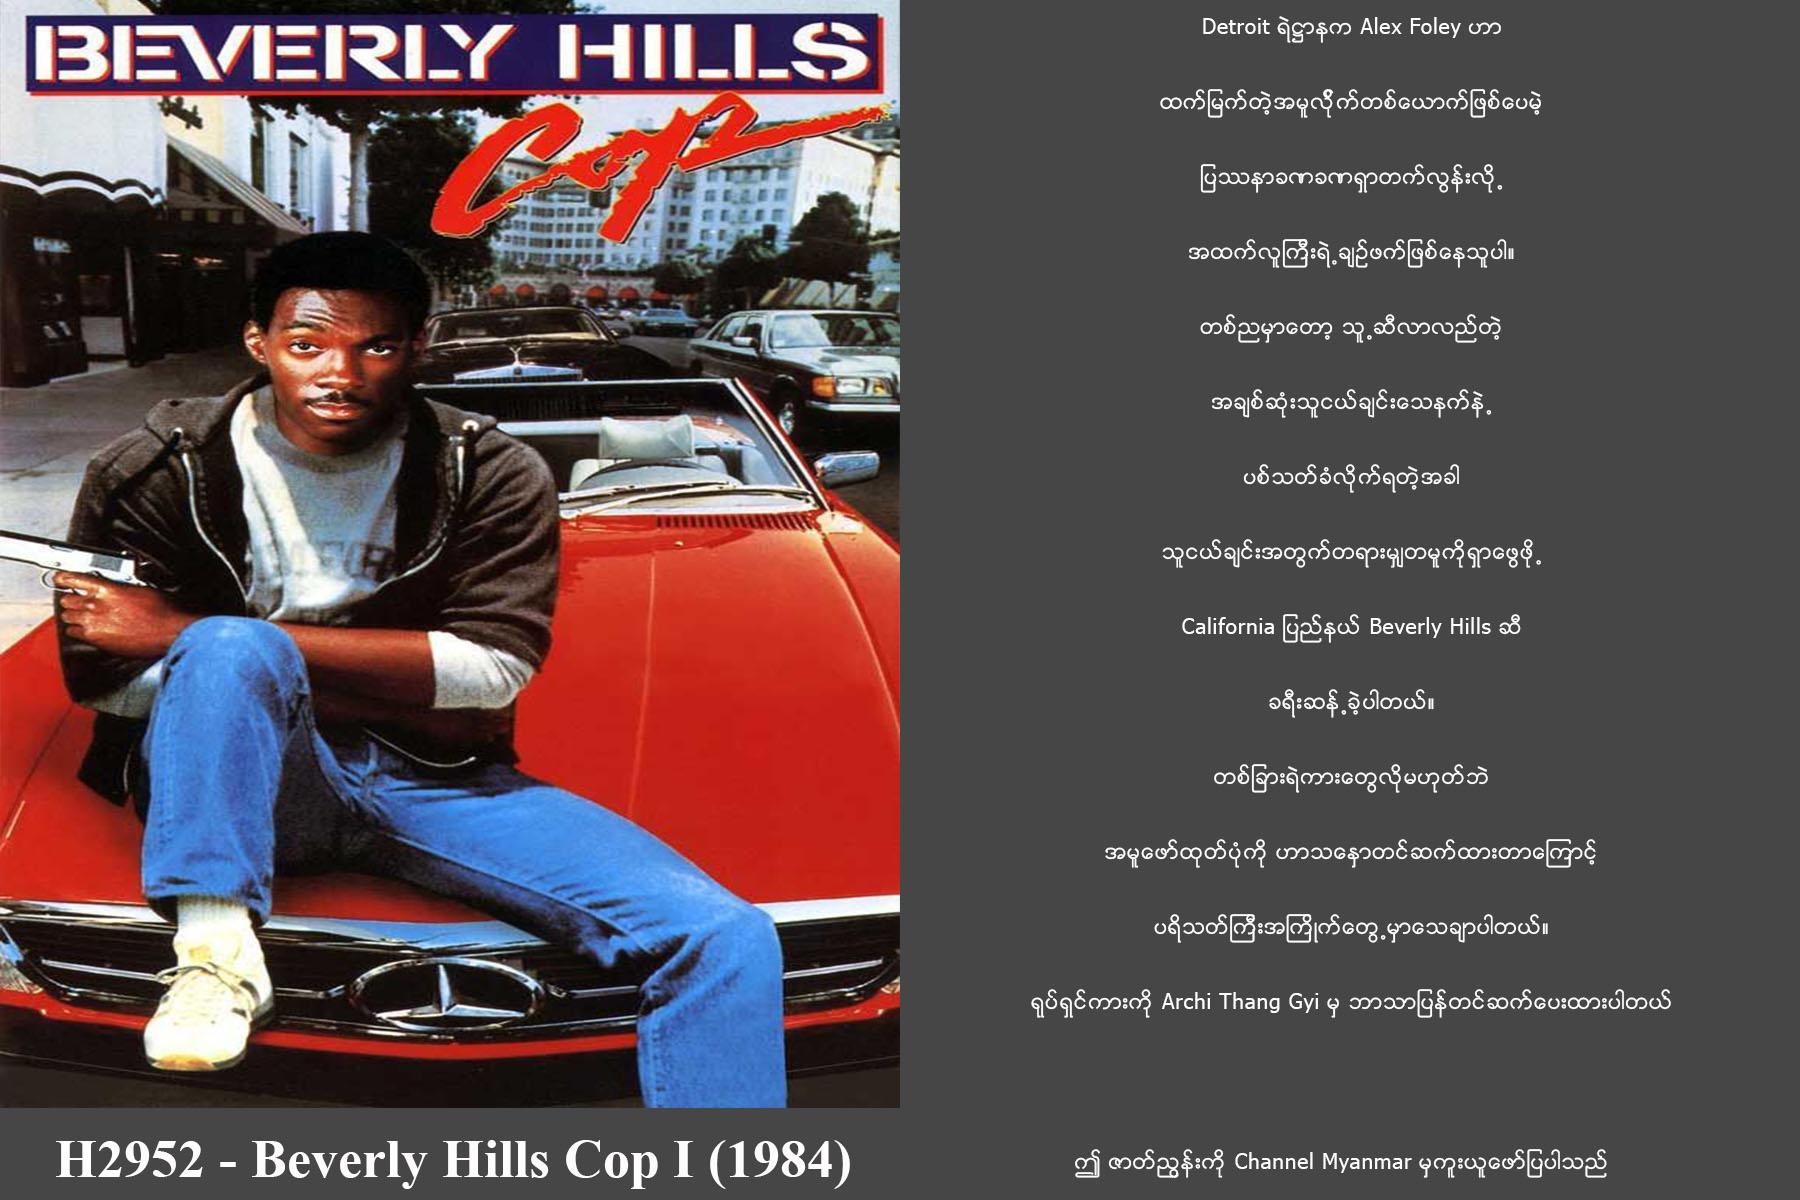 BEVERLY HILLS
Cop
H2952 - Beverly Hills Cop I (1984)
Detroit ရဲဌာနက Alex Foley ဟာ
ထက်မြက်တဲ့အမှုလိုက်တစ်ယောက်ဖြစ်ပေမဲ့
ပြဿနာခဏခဏရှာတက်လွန်းလို့
အထက်လူကြီးရဲ့ချဉ်ဖက်ဖြစ်နေသူပါ။
တစ်ညမှာတော့ သူ့ဆီလာလည်တဲ့
အချစ်ဆုံးသူငယ်ချင်းသေနက်နဲ့
ပစ်သတ်ခံလိုက်ရတဲ့အခါ
သူငယ်ချင်းအတွက်တရားမျှတမှုကိုရှာဖွေဖို့
California ပြည်နယ် Beverly Hills ဆီ
ခရီးဆန့်ခဲ့ပါတယ်။
တစ်ခြားရဲကားတွေလိုမဟုတ်ဘဲ
အမှုဖော်ထုတ်ပုံကို ဟာသနှောတင်ဆက်ထားတာကြောင့်
ပရိသတ်ကြီးအကြိုက်တွေ့မှာသေချာပါတယ်။
ရုပ်ရှင်ကားကို Archi Thang Gyi မှ ဘာသာပြန်တင်ဆက်ပေးထားပါတယ်
ဤ ဇာတ်ညွှန်းကို Channel Myanmar မှကူးယူဖော်ပြပါသည်